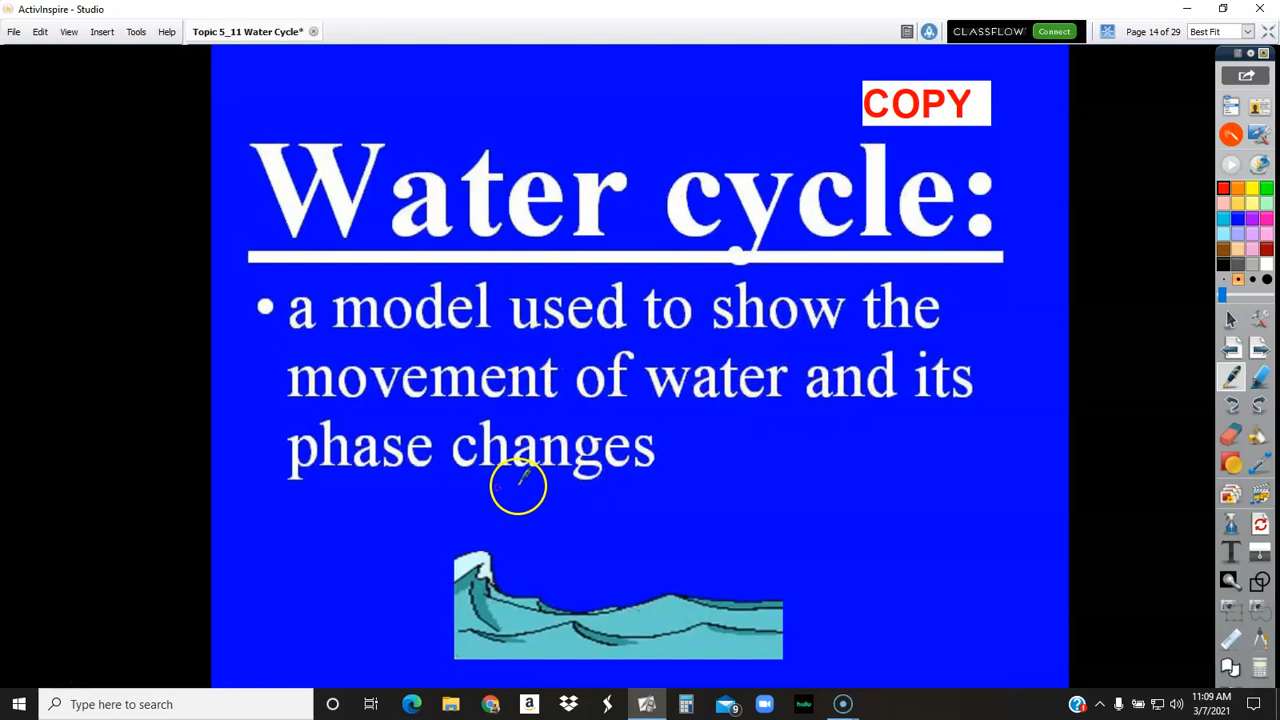 ActivInspire - Studio
File Edit View Insert Tools Help
Topic 5_11 Water Cycle*
CLASSFLOW Connect
Page 14 of 29
Best Fit
COPY
Water cycle:
• a model used to show the
movement of water and its
phase changes
Type here to search
a
hulu
9
11:09 AM
3/7/2021